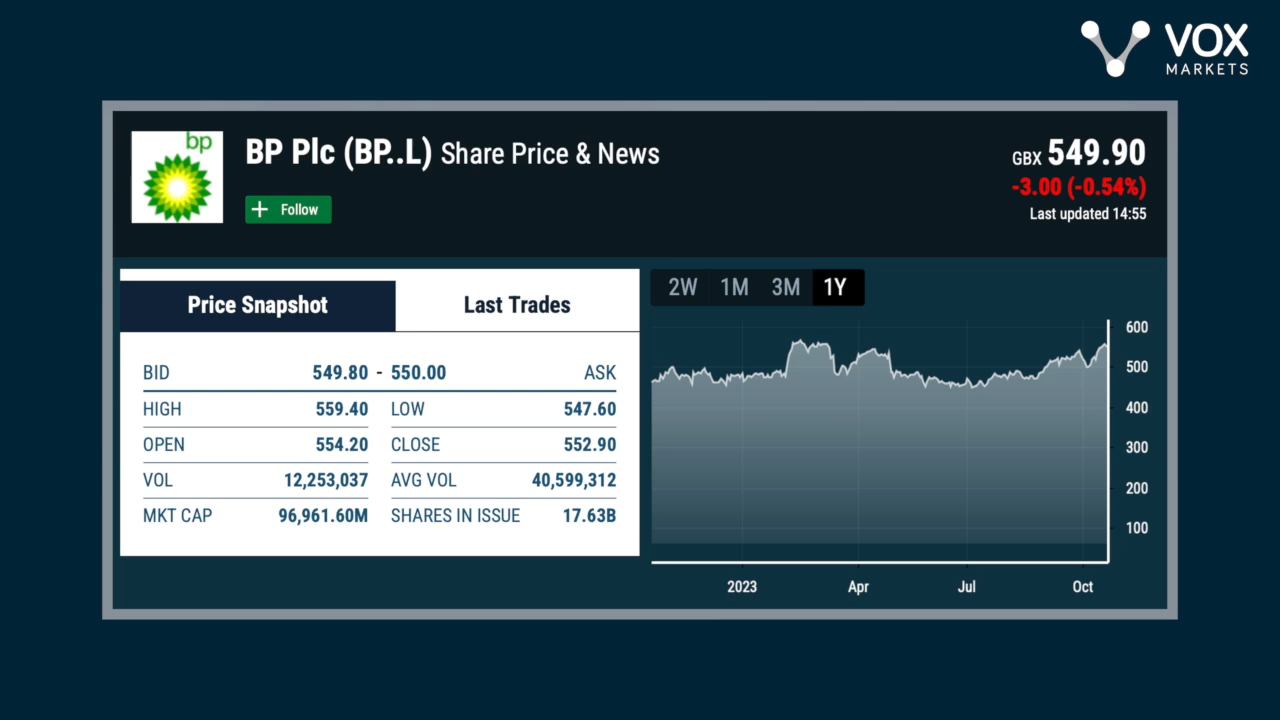 VOX
MARKETS
bp
BP Plc (BP..L) Share Price & News
+ Follow
GBX 549.90
-3.00 (-0.54%)
Last updated 14:55
Price Snapshot Last Trades
BID 549.80 - 550.00 ASK
HIGH 559.40 LOW 547.60
OPEN 554.20 CLOSE 552.90
VOL 12,253,037 AVG VOL 40,599,312
MKT CAP 96,961.60M SHARES IN ISSUE 17.63B
2W 1M 3M 1Y
600
500
400
300
200
100
2023 Apr Jul Oct